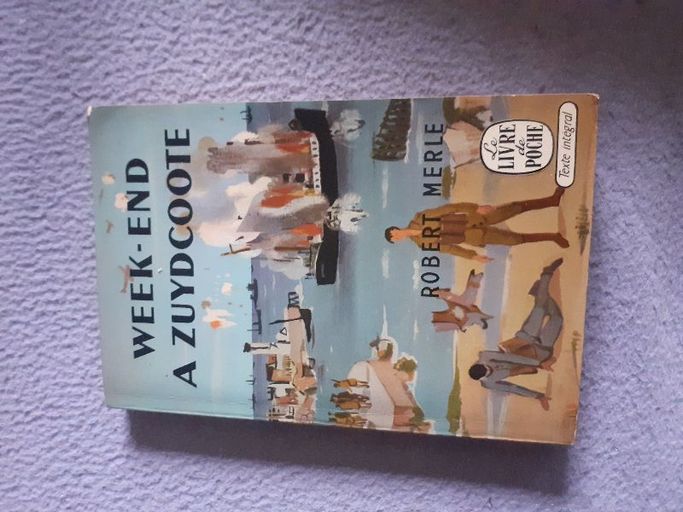 WEEK-END
A ZUYDCOOTE
ROBERT MERLE
Le
LIVRE
de
POCHE
Texte intégral